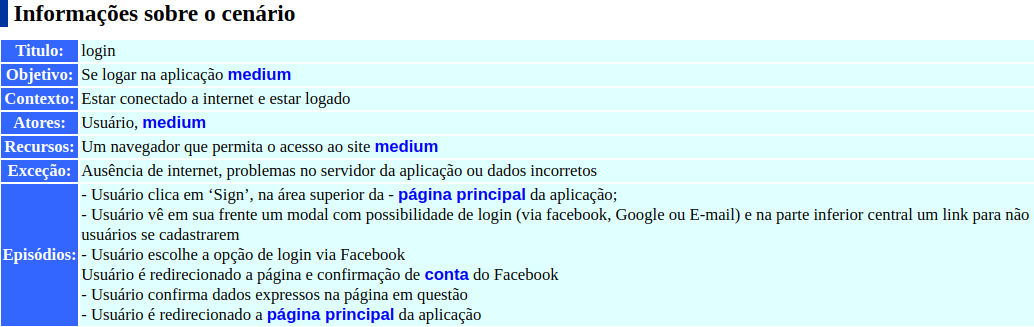 Informações sobre o cenário
Titulo: login
Objetivo: Se logar na aplicação medium
Contexto: Estar conectado a internet e estar logado
Atores: Usuário, medium
Recursos: Um navegador que permita o acesso ao site medium
Exceção: Ausência de internet, problemas no servidor da aplicação ou dados incorretos
Episódios:
- Usuário clica em ‘Sign’, na área superior da - página principal da aplicação;
- Usuário vê em sua frente um modal com possibilidade de login (via facebook, Google ou E-mail) e na parte inferior central um link para não
usuários se cadastrarem
- Usuário escolhe a opção de login via Facebook
Usuário é redirecionado a página e confirmação de conta do Facebook
- Usuário confirma dados expressos na página em questão
- Usuário é redirecionado a página principal da aplicação